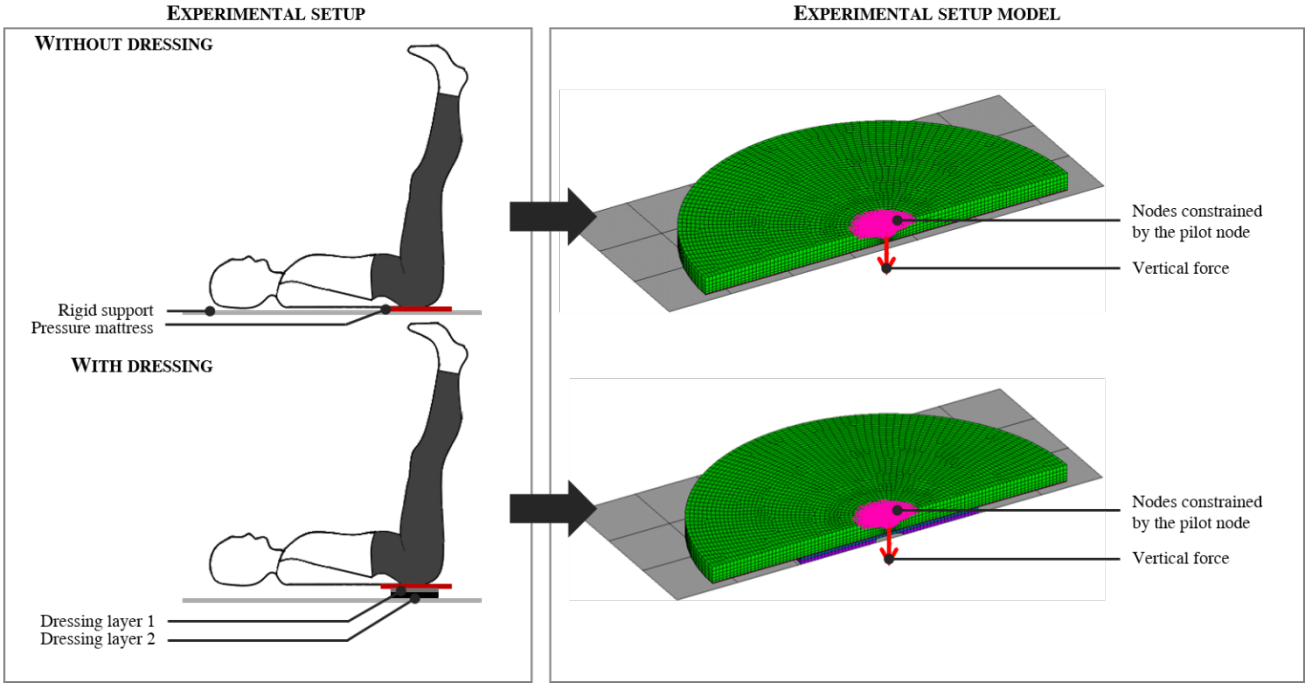 EXPERIMENTAL SETUP
WITHOUT DRESSING
Rigid support
Pressure mattress
WITH DRESSING
Dressing layer 1
Dressing layer 2
EXPERIMENTAL SETUP MODEL
Nodes constrained
by the pilot node
Vertical force
Nodes constrained
by the pilot node
Vertical force